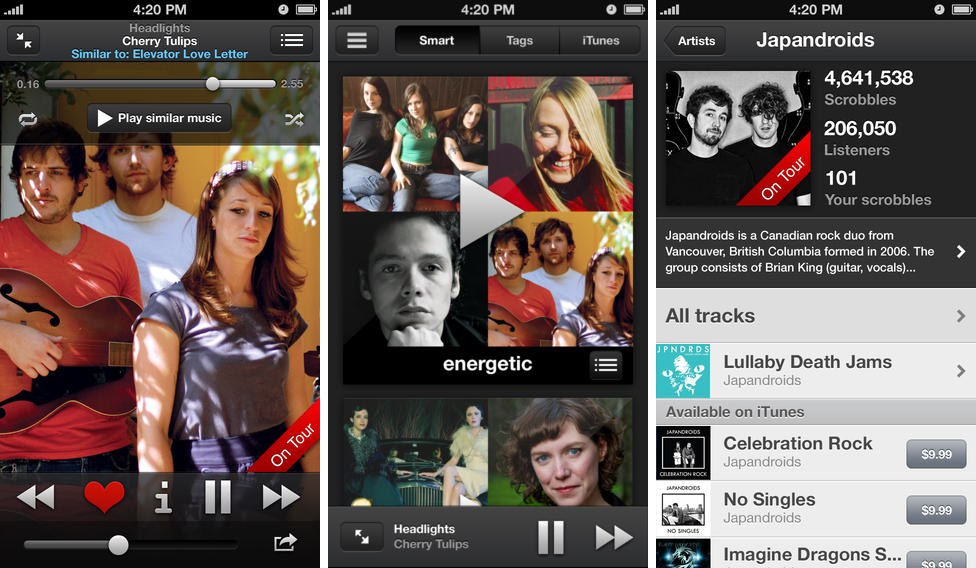 4:20 PM
Headlights
Cherry Tulips
Similar to: Elevator Love Letter
0.16
2.55
Play similar music
On Tour
i
4:20 PM
Smart
Tags
iTunes
energetic
Headlights
Cherry Tulips
4:20 PM
Artists
Japandroids
4,641,538
Scrobbles
206,050
Listeners
101
Your scrobbles
On Tour
Japandroids is a Canadian rock duo from
Vancouver, British Columbia formed in 2006. The
group consists of Brian King (guitar, vocals)...
All tracks
JPNDRDS
Lullaby Death Jams
Japandroids
Available on iTunes
JAPANDROIDS
CELEBRATION ROCK
Celebration Rock
Japandroids
$9.99
JAPANDROIDS
NO SINGLES
No Singles
Japandroids
$9.99
Imagine Dragons S...
$9.99